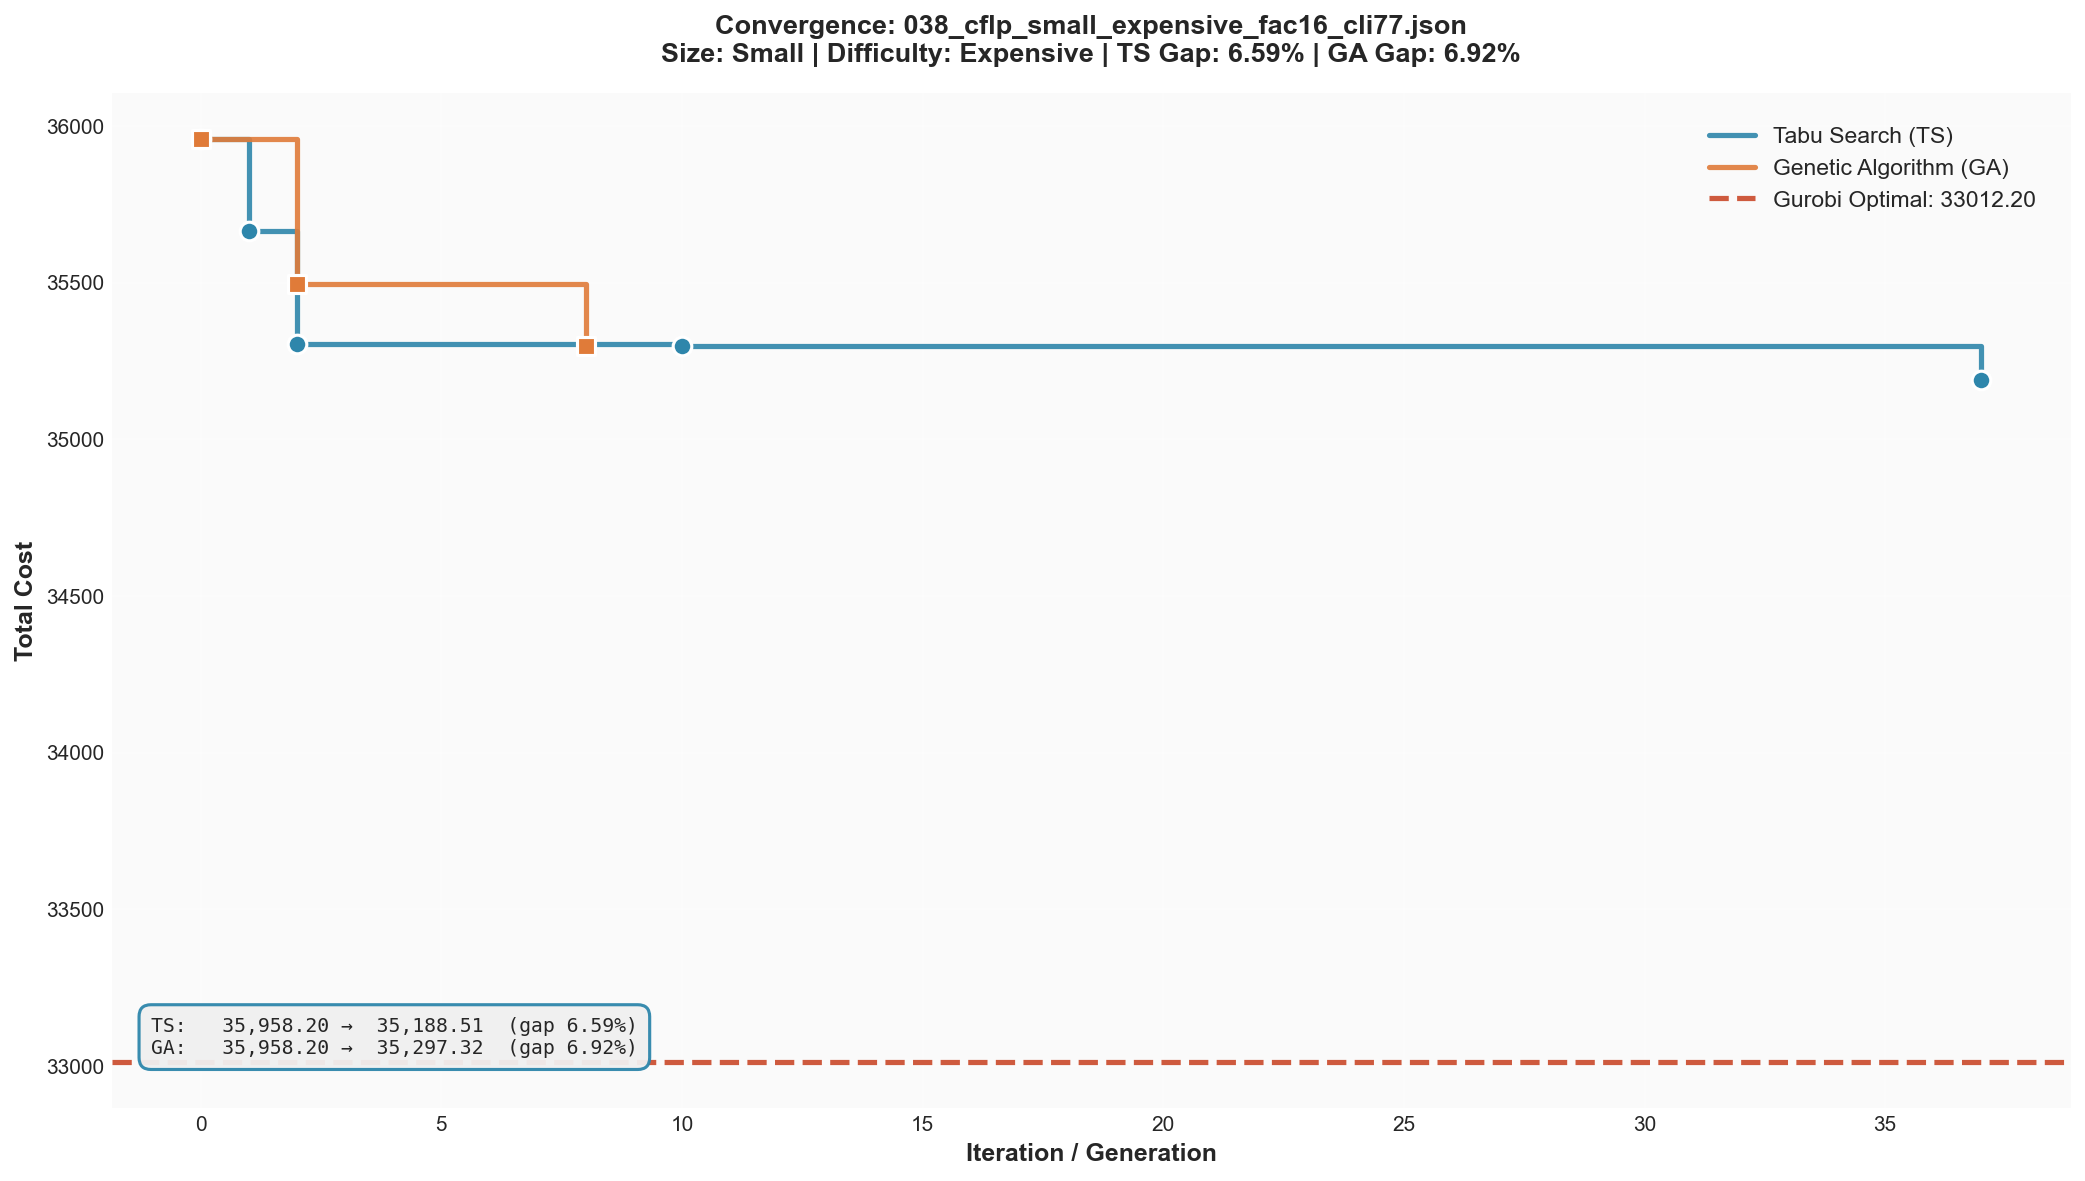 Convergence: 038_cflp_small_expensive_fac16_cli77.json
Size: Small | Difficulty: Expensive | TS Gap: 6.59% | GA Gap: 6.92%
Tabu Search (TS)
Genetic Algorithm (GA)
Gurobi Optimal: 33012.20
36000
35500
35000
34500
34000
33500
33000
Total Cost
TS:   35,958.20 →  35,188.51  (gap 6.59%)
GA:   35,958.20 →  35,297.32  (gap 6.92%)
0 5 10 15 20 25 30 35
Iteration / Generation